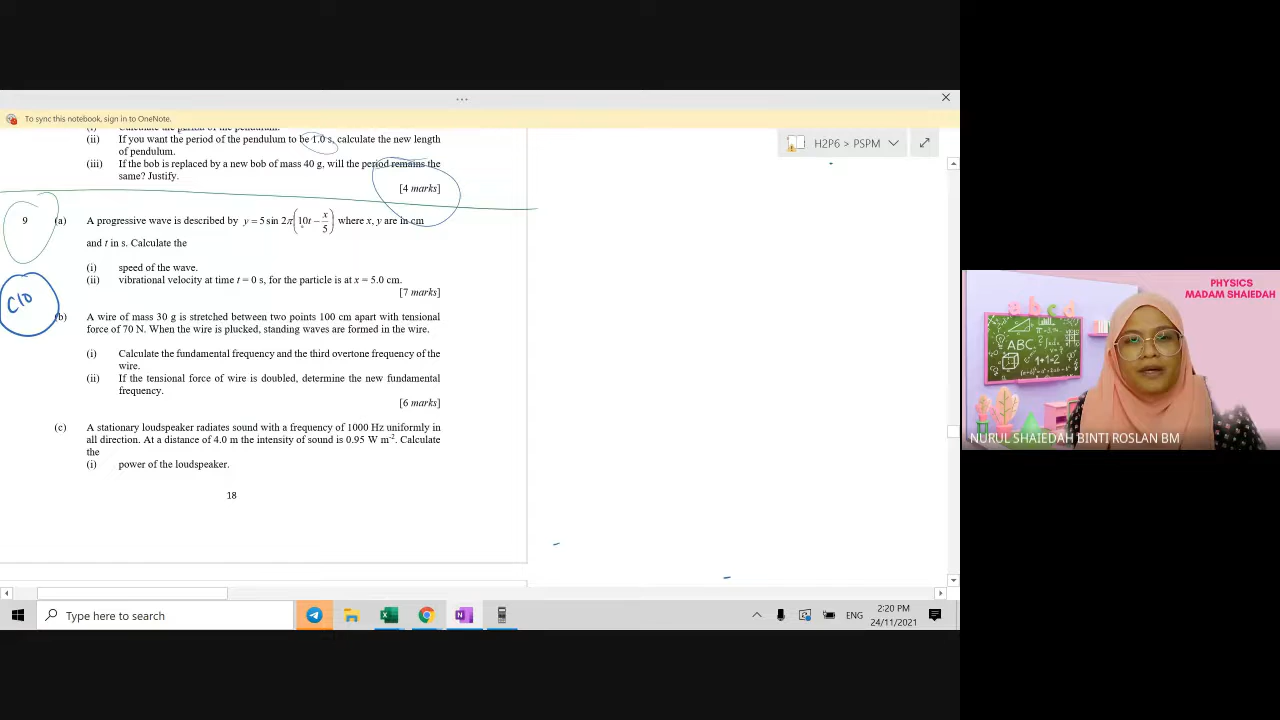 To sync this notebook, sign in to OneNote.
H2P6 > PSPM
(i) Calculate the period of the pendulum.
(ii) If you want the period of the pendulum to be 1.0 s, calculate the new length
of pendulum.
(iii) If the bob is replaced by a new bob of mass 40 g, will the period remains the
same? Justify.
[4 marks]
9 (a) A progressive wave is described by y = 5 sin 2π(10t − x/5) where x, y are in cm
and t in s. Calculate the
(i) speed of the wave.
(ii) vibrational velocity at time t = 0 s, for the particle is at x = 5.0 cm.
[7 marks]
C10
(b) A wire of mass 30 g is stretched between two points 100 cm apart with tensional
force of 70 N. When the wire is plucked, standing waves are formed in the wire.
(i) Calculate the fundamental frequency and the third overtone frequency of the
wire.
(ii) If the tensional force of wire is doubled, determine the new fundamental
frequency.
[6 marks]
(c) A stationary loudspeaker radiates sound with a frequency of 1000 Hz uniformly in
all direction. At a distance of 4.0 m the intensity of sound is 0.95 W m⁻². Calculate
the
(i) power of the loudspeaker.
18
PHYSICS
MADAM SHAIEDAH
a b c d
ABC
1+1=2
NURUL SHAIEDAH BINTI ROSLAN BM
Type here to search
ENG
2:20 PM
24/11/2021